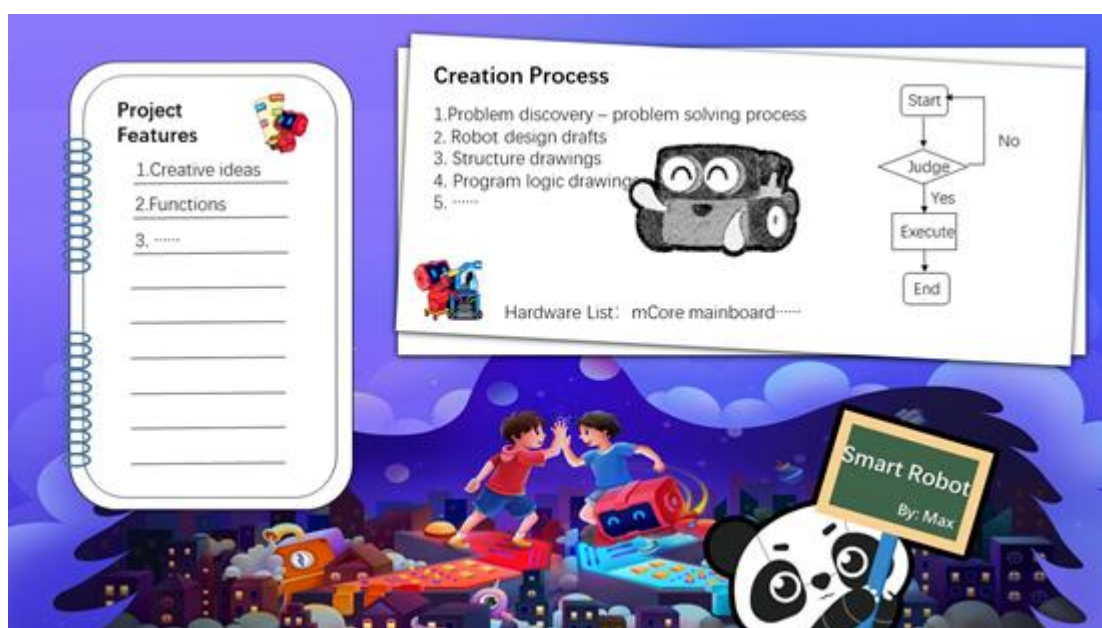 Project
Features
1.Creative ideas
2.Functions
3. ······
Creation Process
1.Problem discovery – problem solving process
2. Robot design drafts
3. Structure drawings
4. Program logic drawings
5. ······
Hardware List: mCore mainboard······
Start
No
Judge
Yes
Execute
End
Smart Robot
By: Max